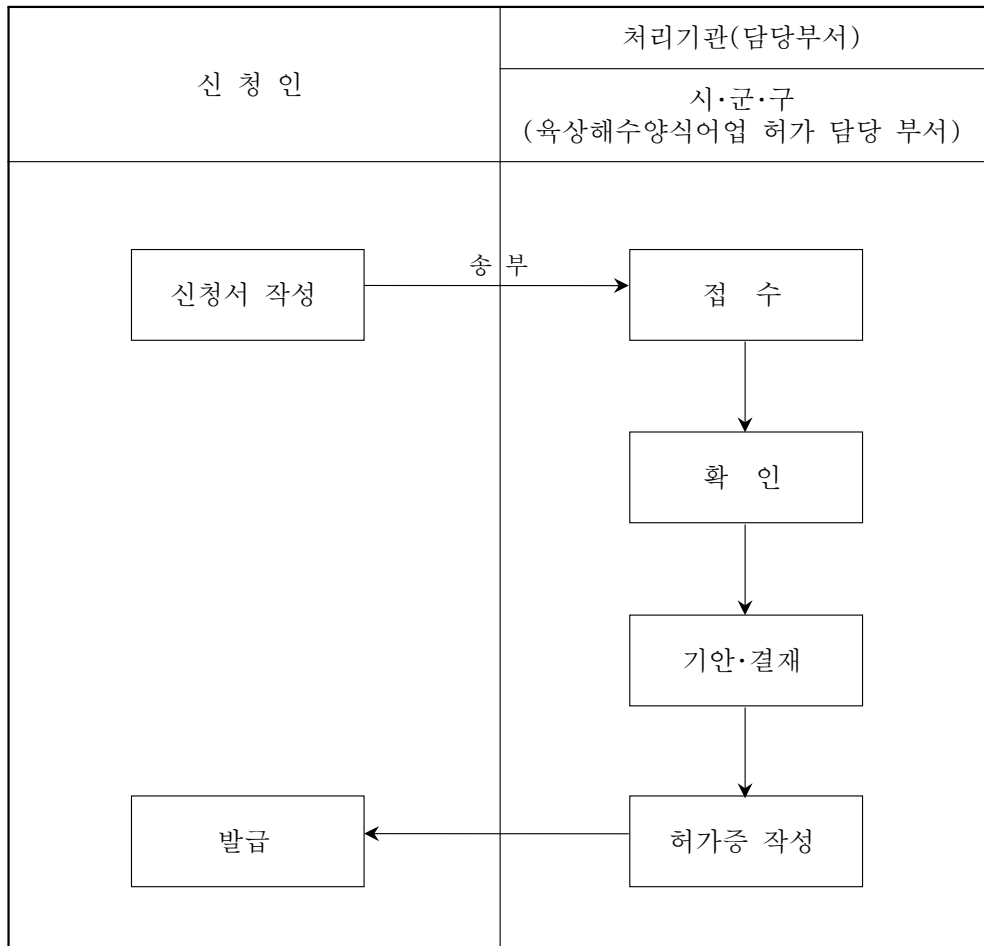 신 청 인
처리기관(담당부서)
시·군·구
(육상해수양식어업 허가 담당 부서)
신청서 작성
송 부
접 수
확 인
기안·결재
허가증 작성
발급